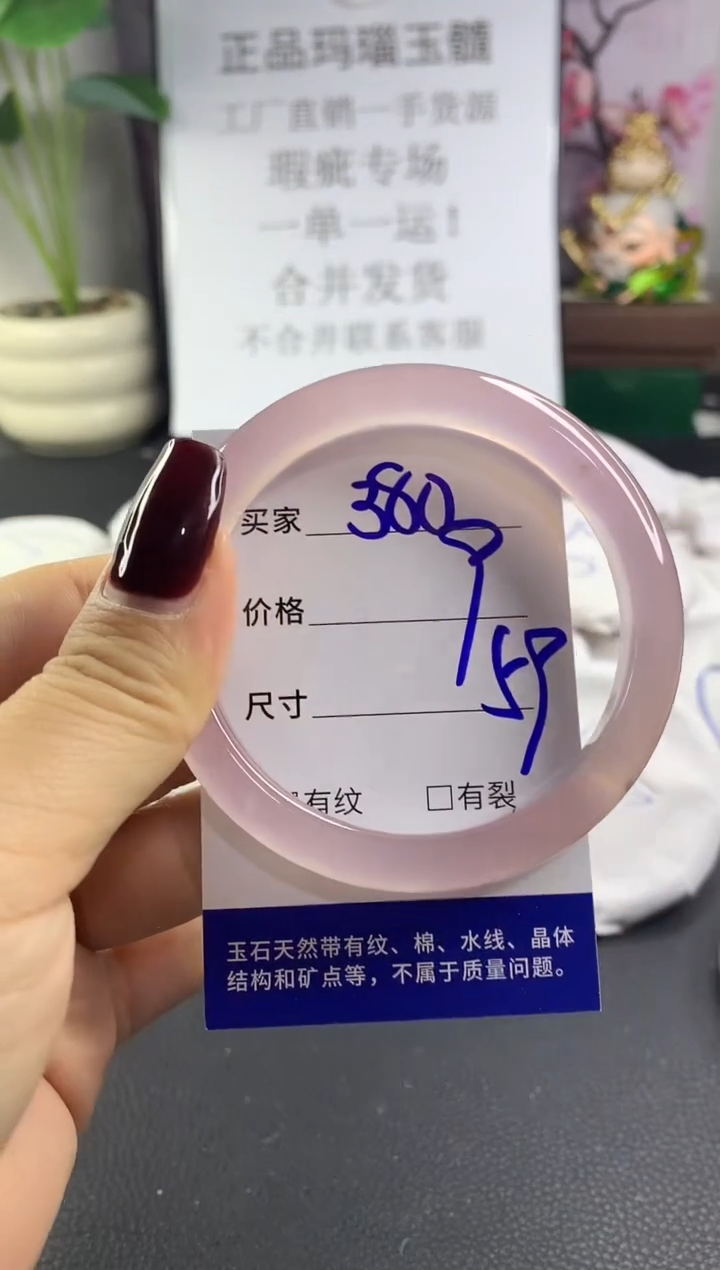 正品玛瑙玉髓
工厂直销一手货源
瑕疵专场
一单一运!
合并发货
不合并联系客服
买家 3609
价格
尺寸 59
有纹 □有裂
玉石天然带有纹、棉、水线、晶体
结构和矿点等，不属于质量问题。